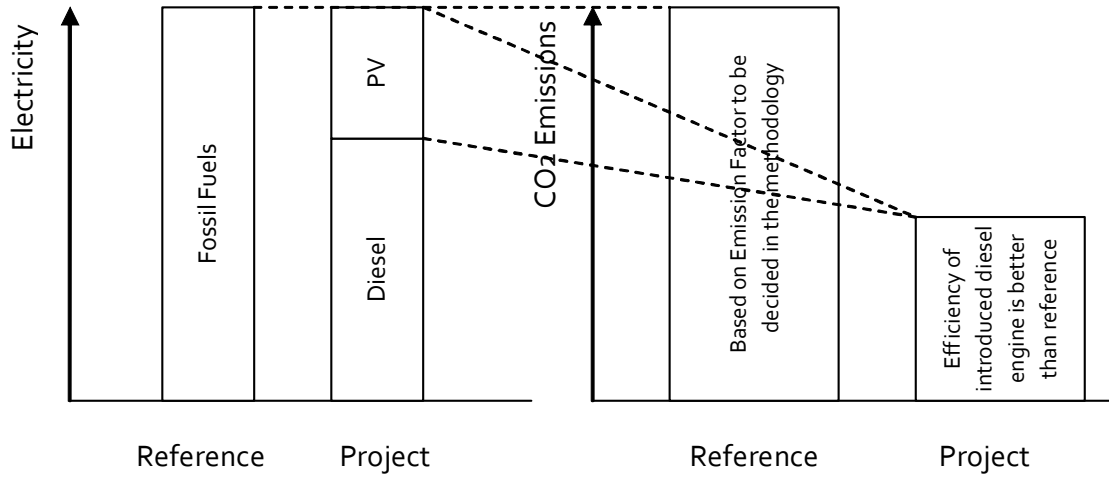 Electricity
Fossil Fuels
PV
Diesel
Reference
Project
CO2 Emissions
Based on Emission Factor to be
decided in the methodology
Efficiency of
introduced diesel
engine is better
than reference
Reference
Project